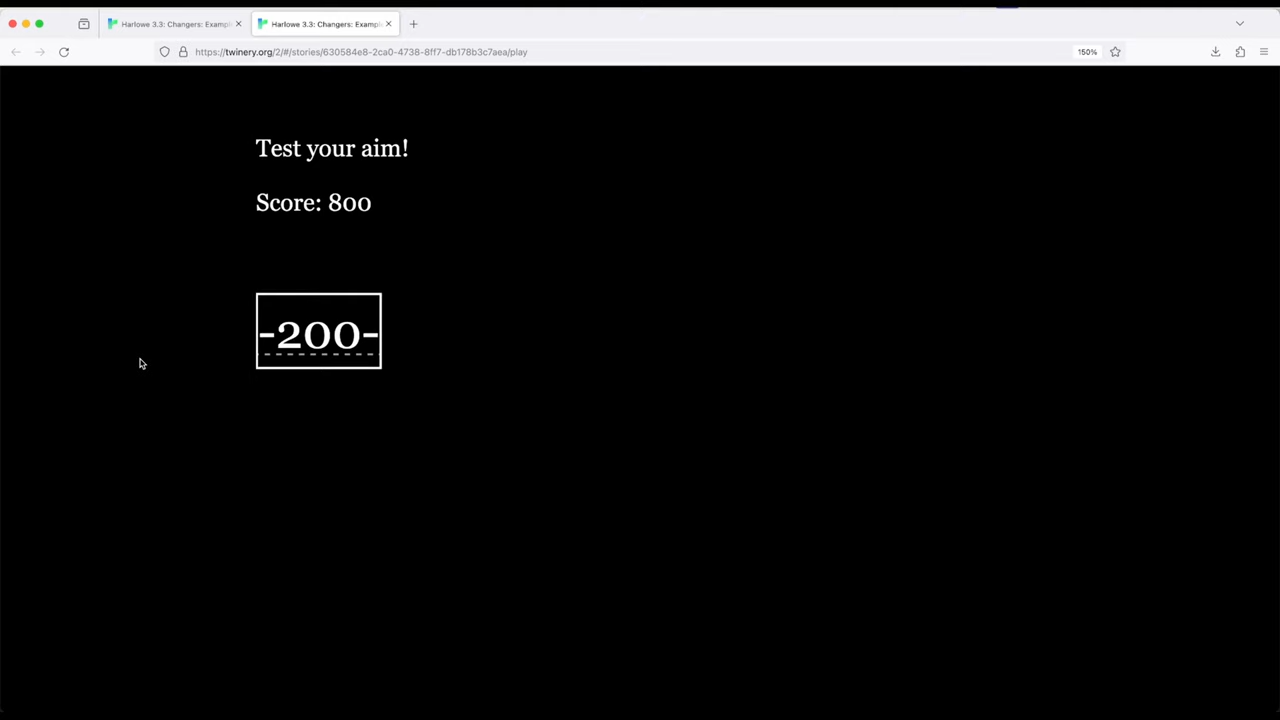 Harlowe 3.3: Changers: Exampl
Harlowe 3.3: Changers: Exampl
https://twinery.org/2/#/stories/630584e8-2ca0-4738-8ff7-db178b3c7aea/play
150%
Test your aim!
Score: 800
-200-